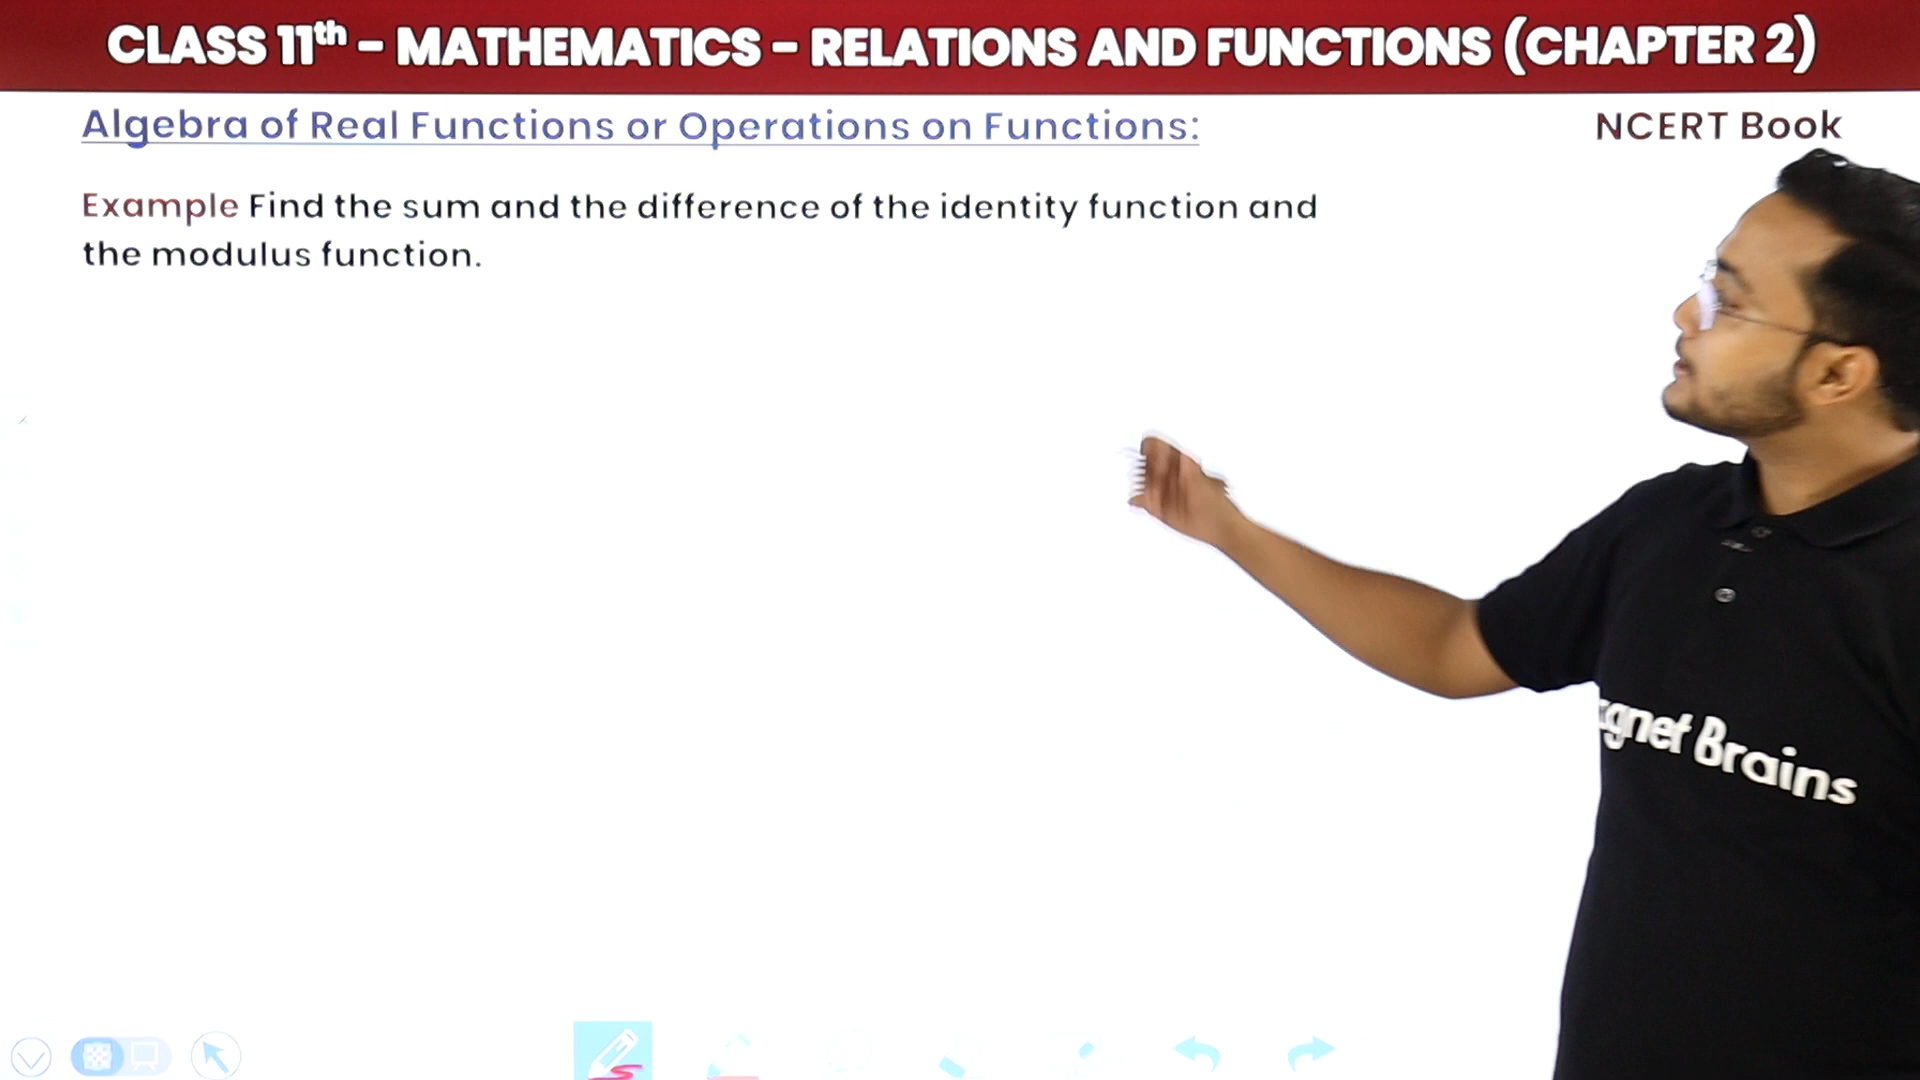 CLASS 11th – MATHEMATICS – RELATIONS AND FUNCTIONS (CHAPTER 2)
Algebra of Real Functions or Operations on Functions:
NCERT Book
Example Find the sum and the difference of the identity function and
the modulus function.
Brains